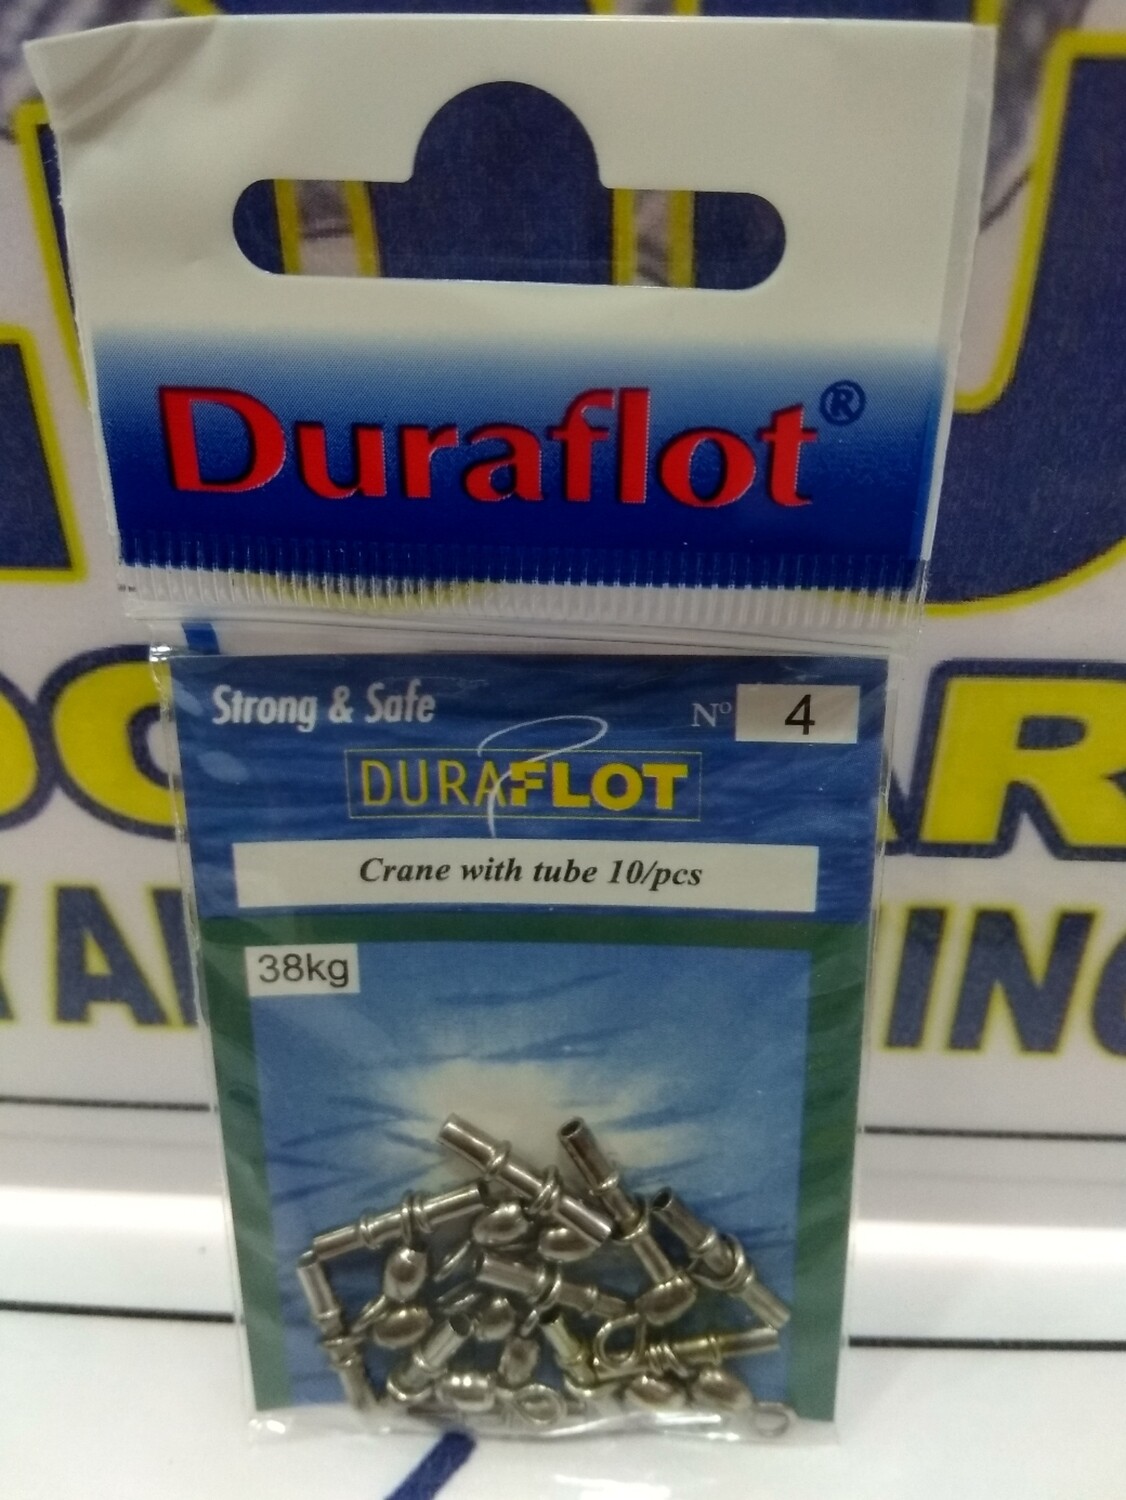 Duraflot®
Strong & Safe
Nº 4
DURAFLOT
Crane with tube 10/pcs
38kg